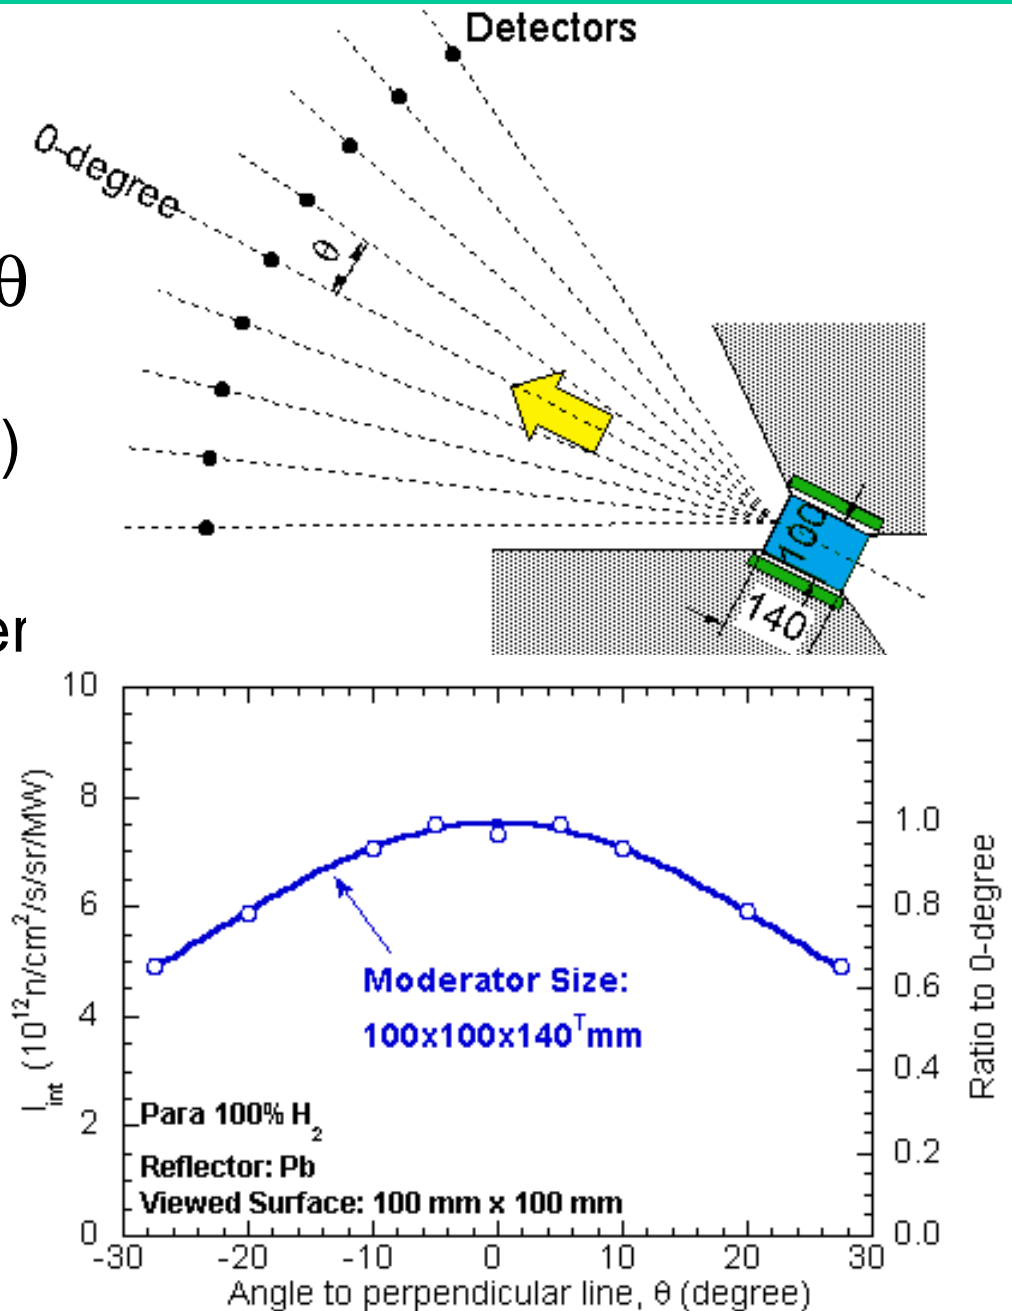 Detectors
0-degree
θ
θ
)
er
100
140
10
8
6
4
2
0
I_int (10^12 n/cm^2/s/sr/MW)
1.0
0.8
0.6
0.4
0.2
0.0
Ratio to 0-degree
Moderator Size:
100x100x140^T mm
Para 100% H_2
Reflector: Pb
Viewed Surface: 100 mm x 100 mm
-30 -20 -10 0 10 20 30
Angle to perpendicular line, θ (degree)